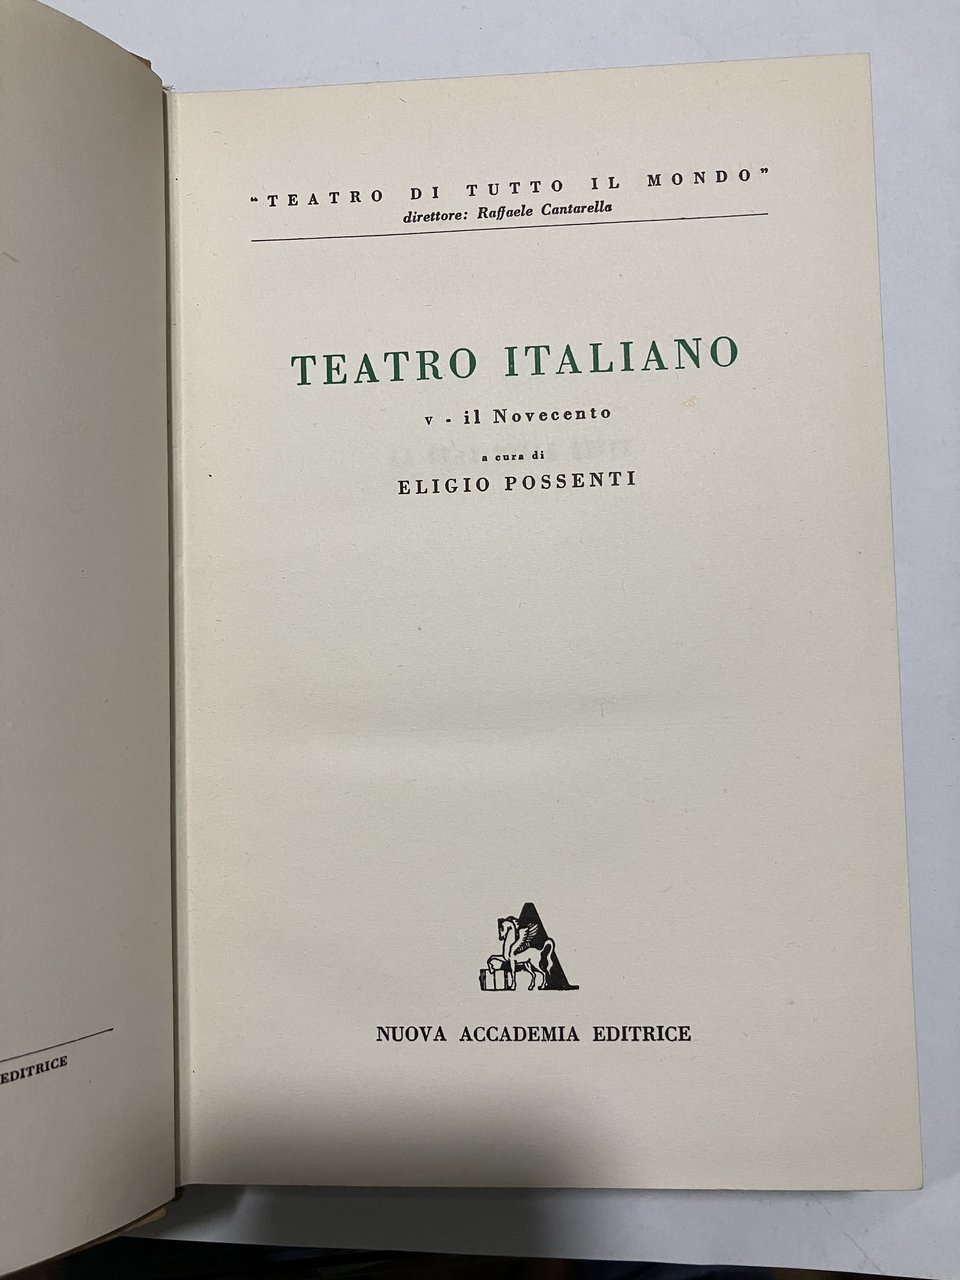 “TEATRO DI TUTTO IL MONDO”
direttore: Raffaele Cantarella
TEATRO ITALIANO
v - il Novecento
a cura di
ELIGIO POSSENTI
NUOVA ACCADEMIA EDITRICE
EDITRICE